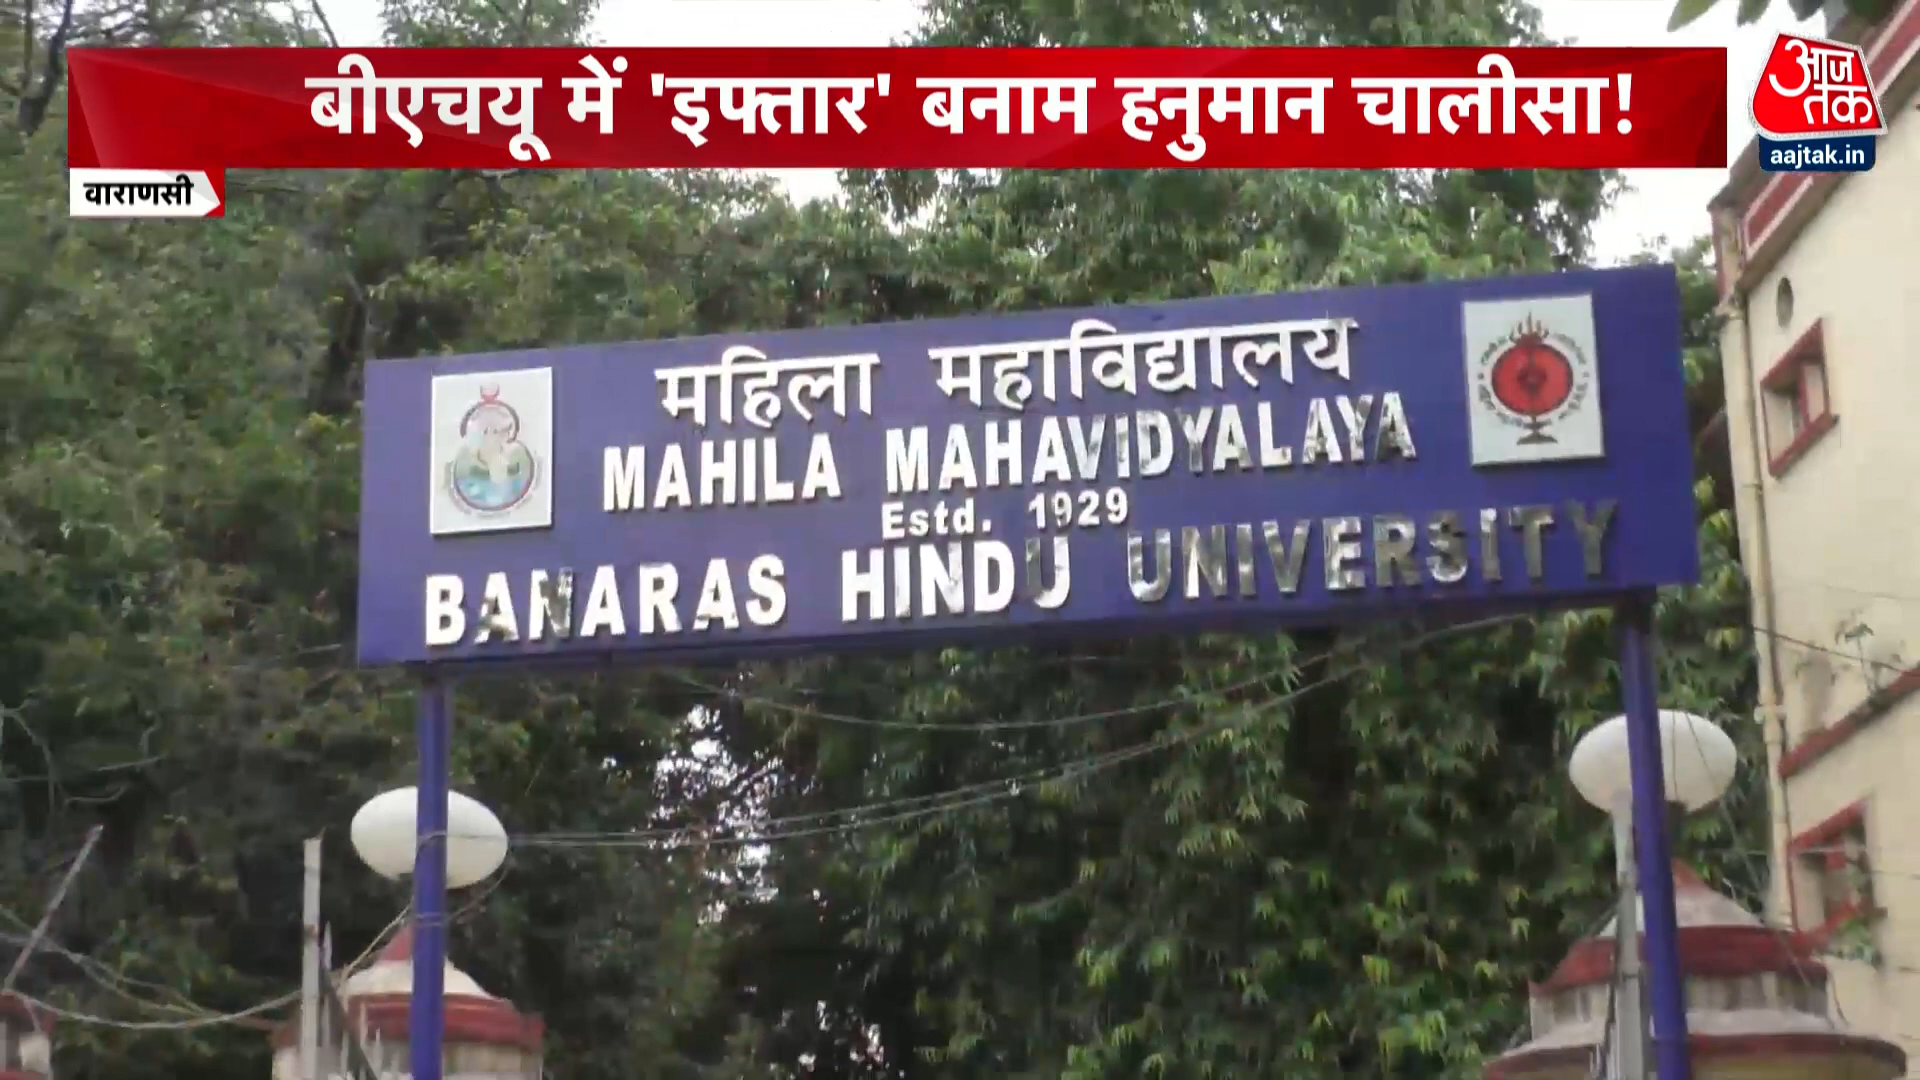 बीएचयू में 'इफ्तार' बनाम हनुमान चालीसा!
आज
तक
aajtak.in
वाराणसी
महिला महाविद्यालय
MAHILA MAHAVIDYALAYA
Estd. 1929
BANARAS HINDU UNIVERSITY